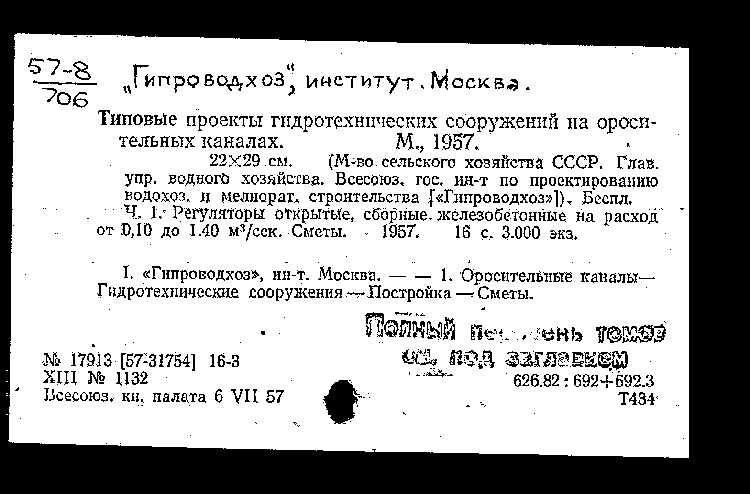 57-8
706
„Гипроводхоз", институт. Москва.
Типовые проекты гидротехнических сооружений на ороси-
тельных каналах. М., 1957.
22×29 см. (М-во сельского хозяйства СССР. Глав.
упр. водного хозяйства. Всесоюз. гос. ин-т по проектированию
водохоз. и мелиорат. строительства [«Гипроводхоз»]). Беспл.
Ч. 1. Регуляторы открытые, сборные железобетонные на расход
от 0,10 до 1.40 м³/сек. Сметы. 1957. 16 с. 3.000 экз.
I. «Гипроводхоз», ин-т. Москва. — — 1. Оросительные каналы—
Гидротехнические сооружения — Постройка — Сметы.
Полный перечень томов
см. под заглавием
№ 17913 [57-31754] 16-3
XIII № 1132
626.82 : 692+692.3
Всесоюз. кн. палата 6 VII 57
Т434